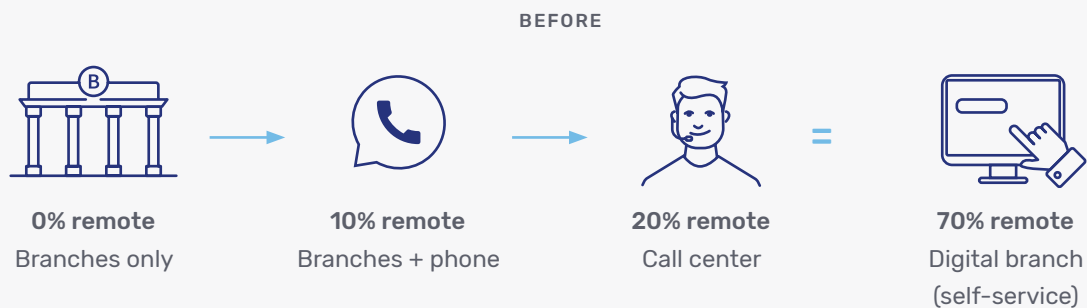 BEFORE
B
0% remote
Branches only
10% remote
Branches + phone
20% remote
Call center
=
70% remote
Digital branch
(self-service)